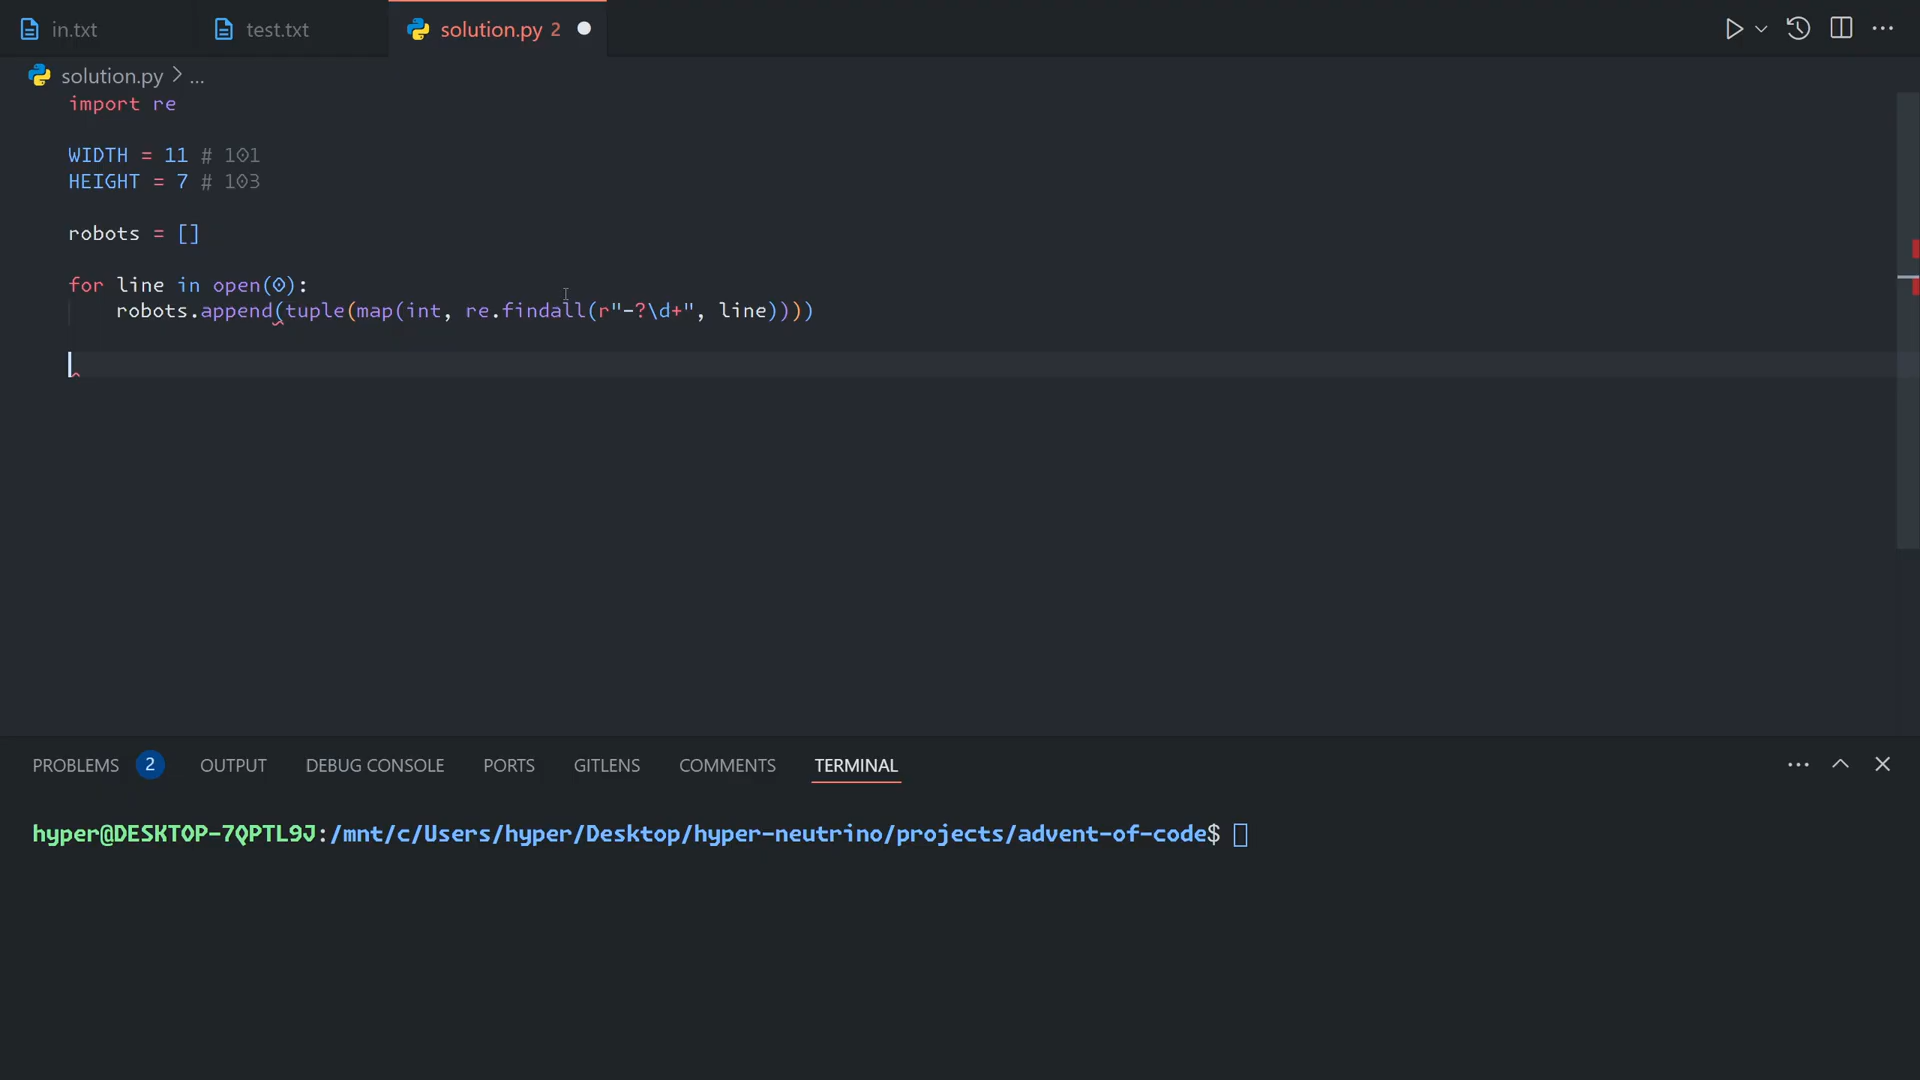 in.txt
test.txt
solution.py 2
solution.py > ...
import re
WIDTH = 11 # 101
HEIGHT = 7 # 103
robots = []
for line in open(0):
robots.append(tuple(map(int, re.findall(r"-?\d+", line))))
PROBLEMS 2 OUTPUT DEBUG CONSOLE PORTS GITLENS COMMENTS TERMINAL
hyper@DESKTOP-7QPTL9J:/mnt/c/Users/hyper/Desktop/hyper-neutrino/projects/advent-of-code$